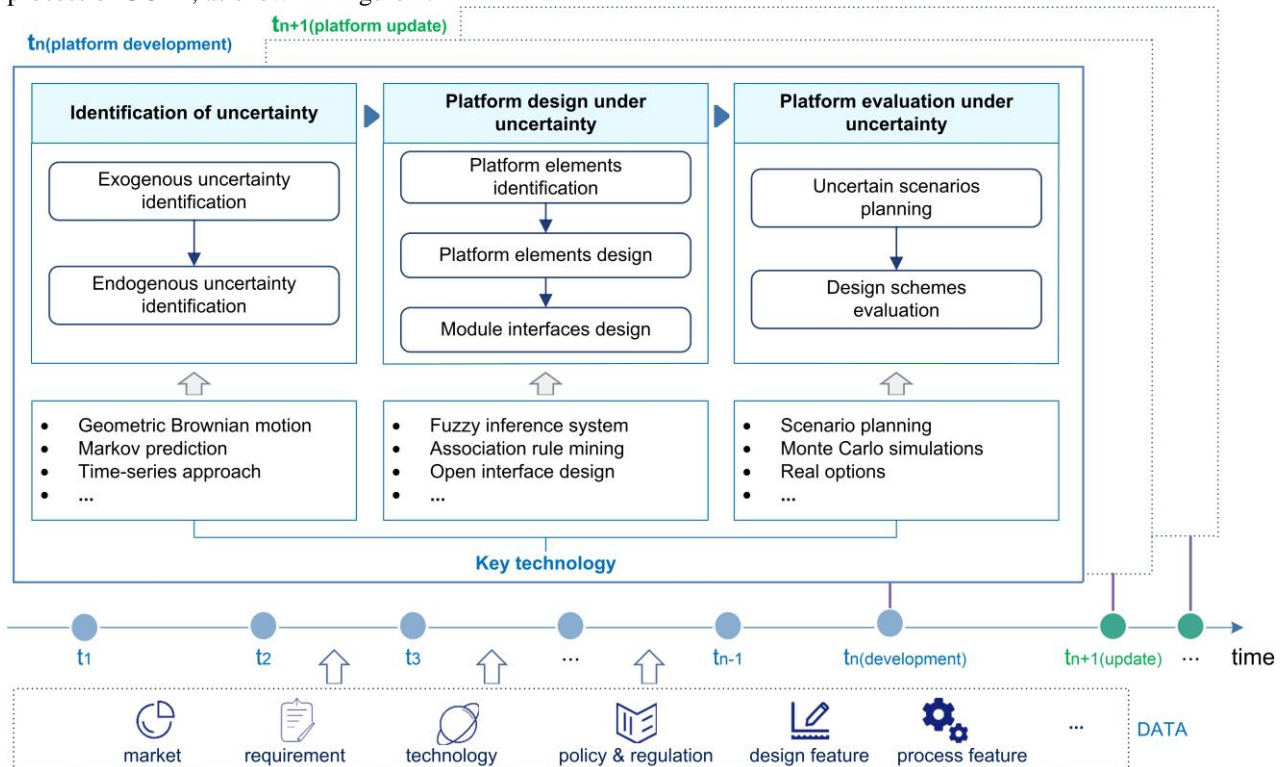 tn+1(platform update)
tn(platform development)
Identification of uncertainty
Exogenous uncertainty
identification
Endogenous uncertainty
identification
Platform design under
uncertainty
Platform elements
identification
Platform elements design
Module interfaces design
Platform evaluation under
uncertainty
Uncertain scenarios
planning
Design schemes
evaluation
• Geometric Brownian motion
• Markov prediction
• Time-series approach
• ...
• Fuzzy inference system
• Association rule mining
• Open interface design
• ...
• Scenario planning
• Monte Carlo simulations
• Real options
• ...
Key technology
t1 t2 t3 ... tn-1 tn(development) tn+1(update) ... time
market requirement technology policy & regulation design feature process feature ... DATA